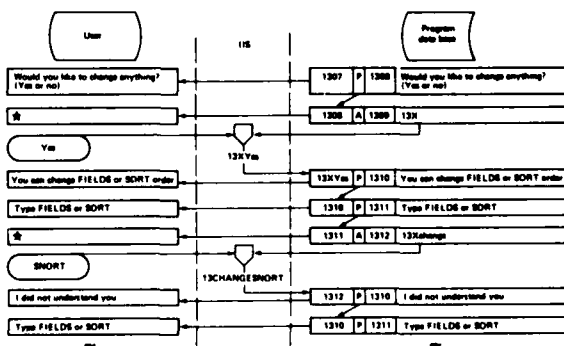 User
IIS
Program
data base
Would you like to change anything?
(Yes or no)
1307 P 1308 Would you like to change anything?
(Yes or no)
★
1308 A 1309 13X
Yes
13XYes
You can change FIELDS or SORT order
13XYes P 1310 You can change FIELDS or SORT order
Type FIELDS or SORT
1310 P 1311 Type FIELDS or SORT
★
1311 A 1312 13Xchange
SNORT
13CHANGESNORT
I did not understand you
1312 P 1310 I did not understand you
Type FIELDS or SORT
1310 P 1311 Type FIELDS or SORT